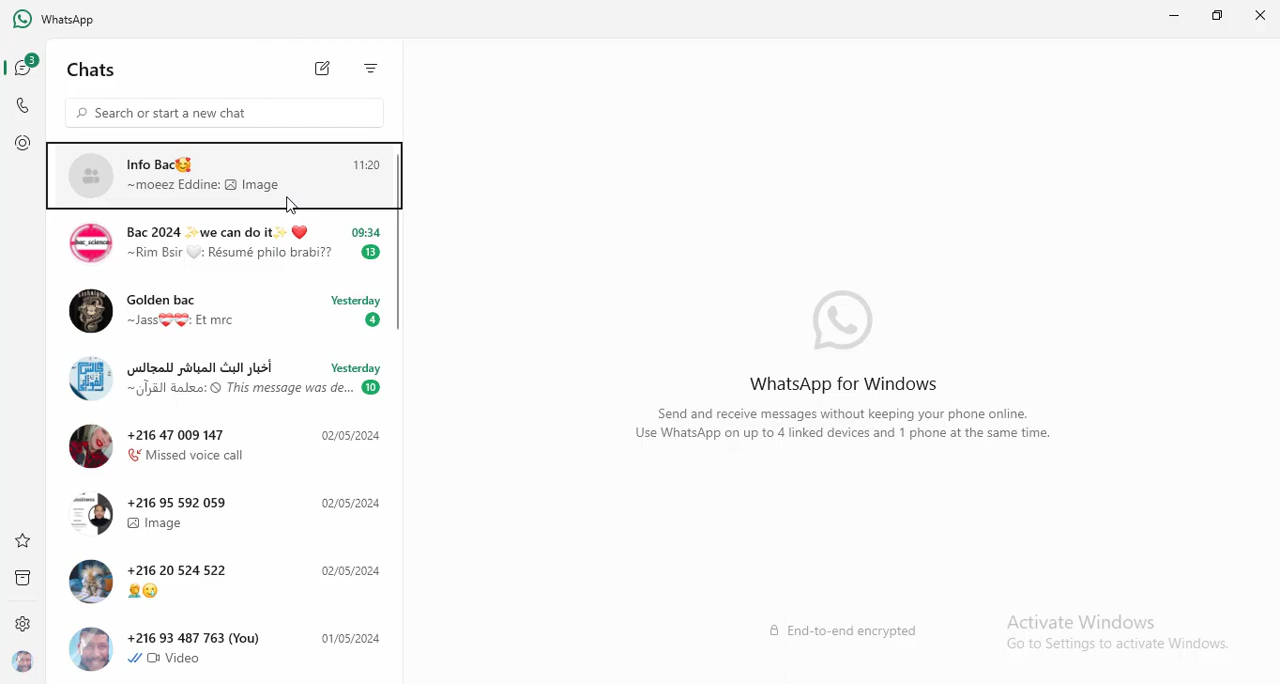 WhatsApp
3
Chats
Search or start a new chat
Info Bac🥰 11:20
~moeez Eddine: Image
Bac 2024 ✨we can do it✨ ❤️ 09:34
~Rim Bsir 🤍: Résumé philo brabi?? 13
Golden bac Yesterday
~Jass❤️❤️: Et mrc 4
أخبار البث المباشر للمجالس Yesterday
~معلمة القرآن: This message was de... 10
+216 47 009 147 02/05/2024
Missed voice call
+216 95 592 059 02/05/2024
Image
+216 20 524 522 02/05/2024
+216 93 487 763 (You) 01/05/2024
Video
WhatsApp for Windows
Send and receive messages without keeping your phone online.
Use WhatsApp on up to 4 linked devices and 1 phone at the same time.
End-to-end encrypted
Activate Windows
Go to Settings to activate Windows.